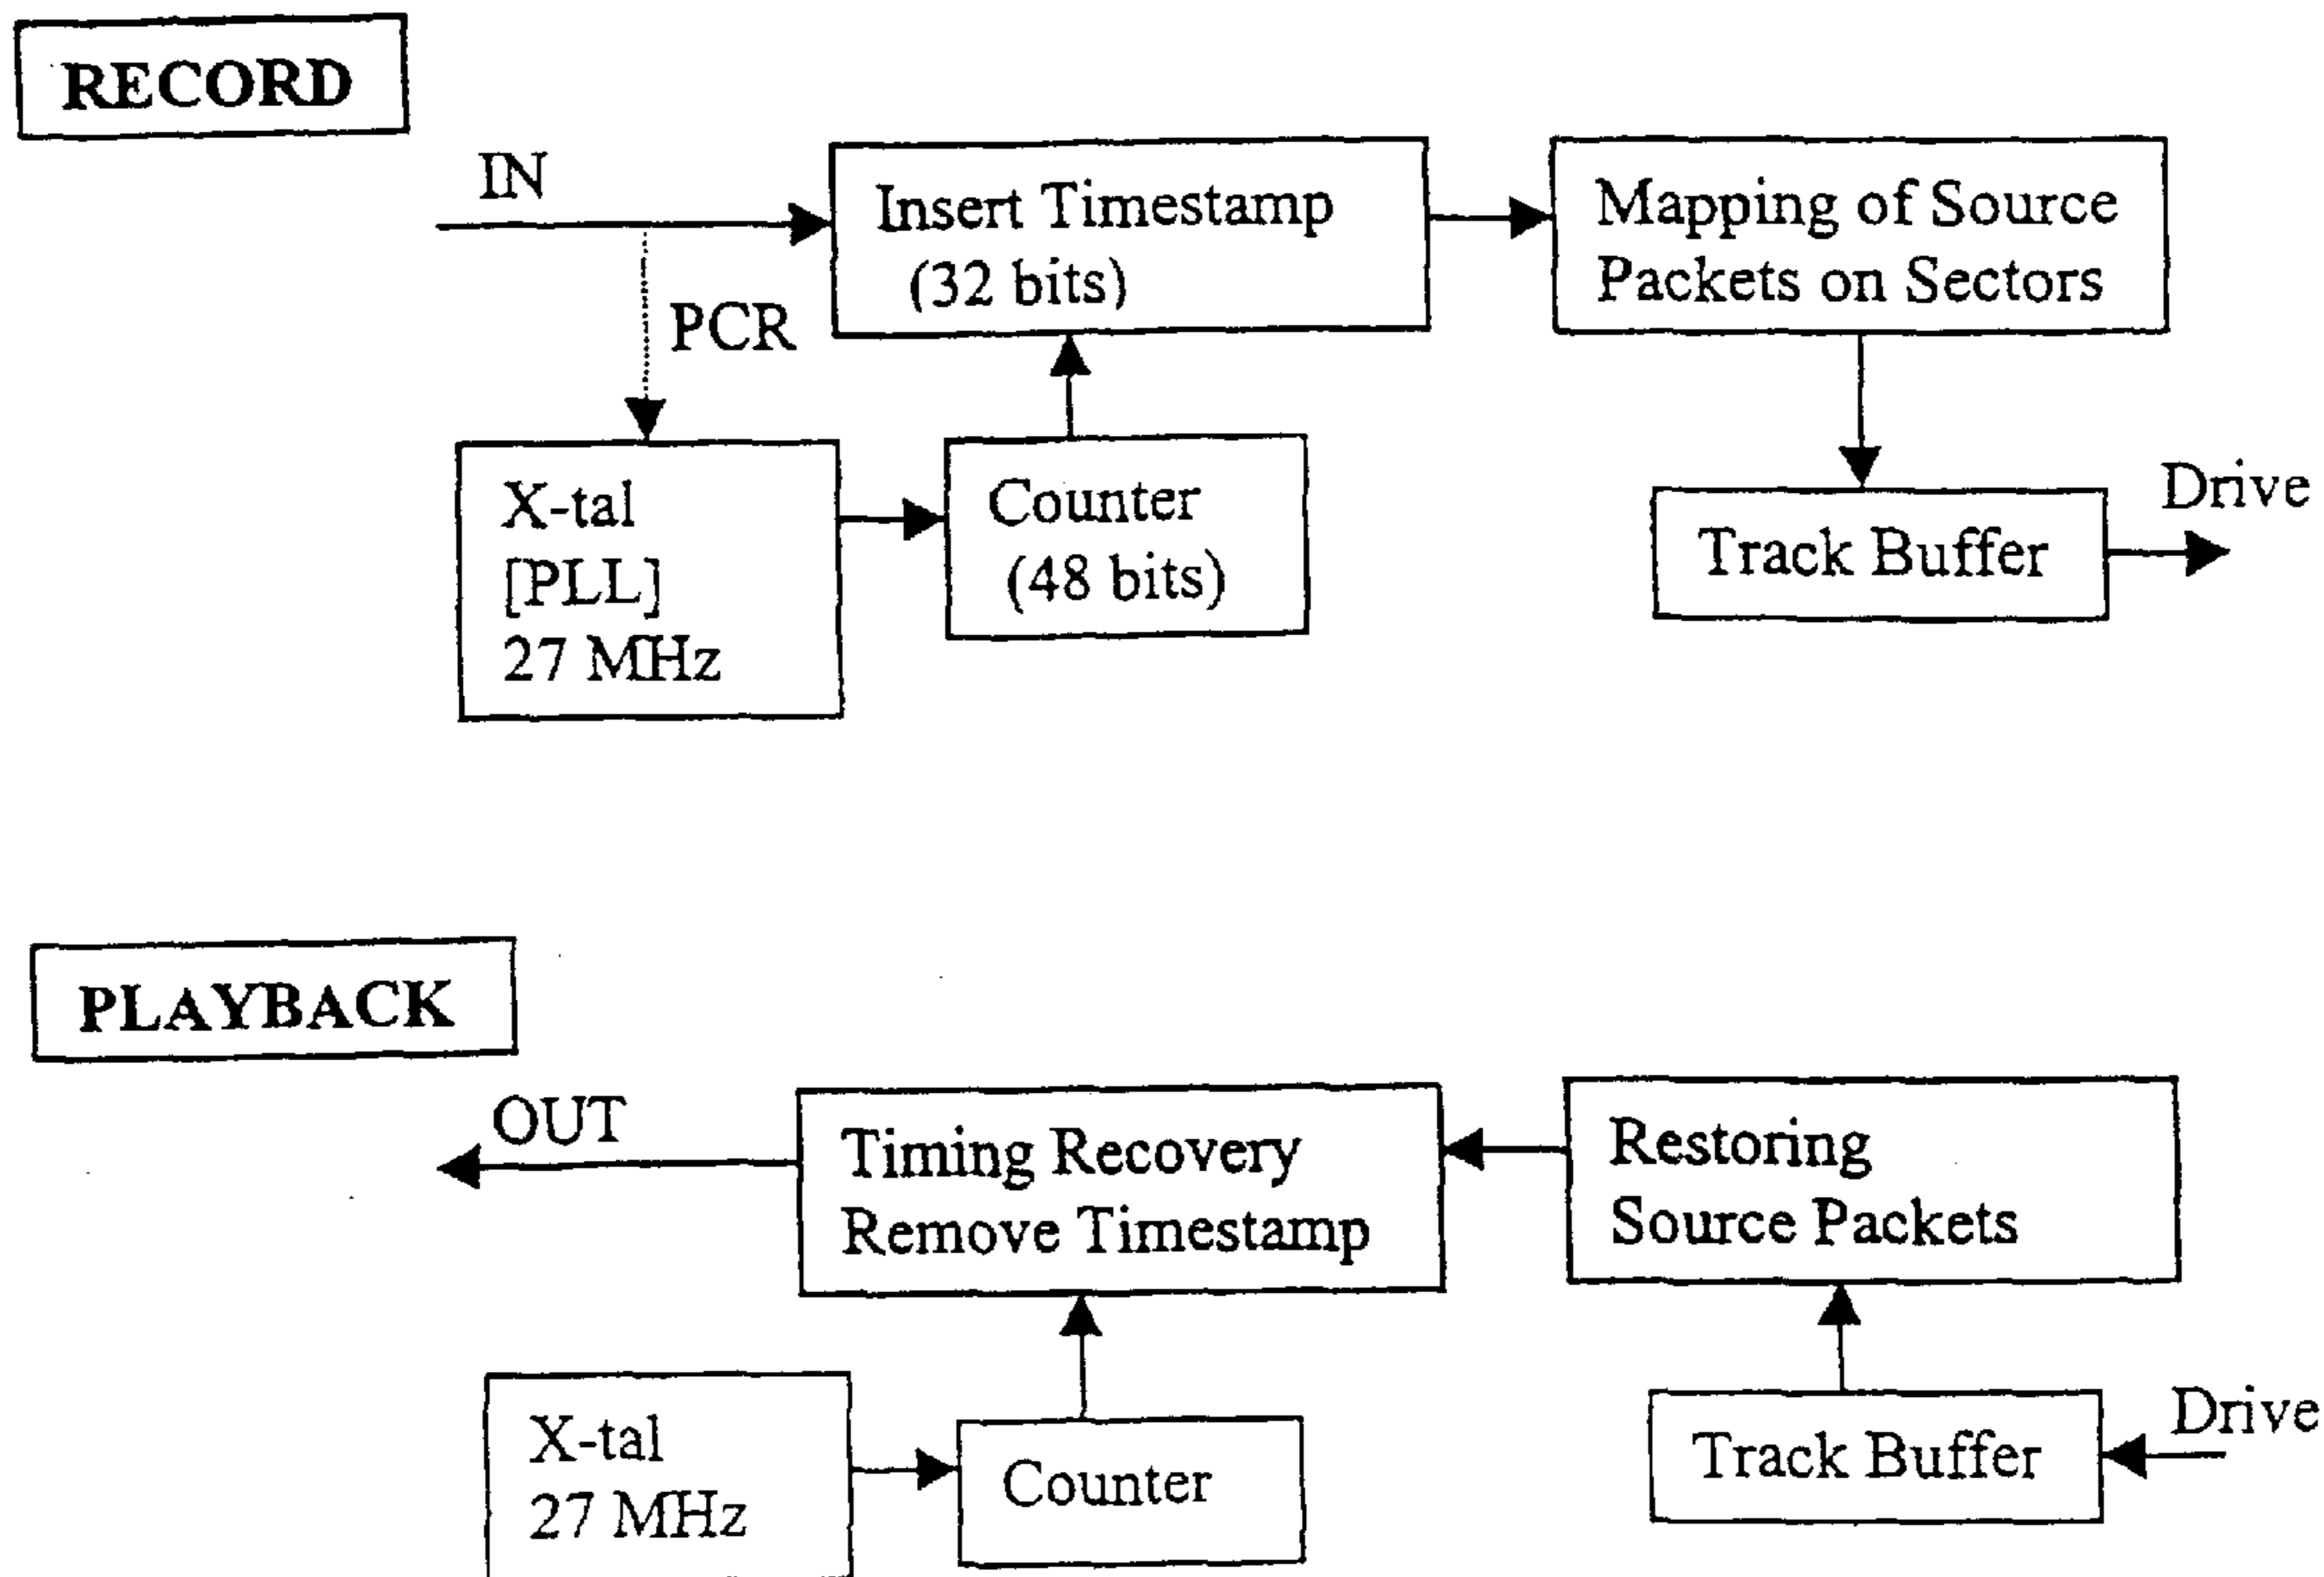 RECORD
IN
Insert Timestamp
(32 bits)
Mapping of Source
Packets on Sectors
PCR
X-tal
[PLL]
27 MHz
Counter
(48 bits)
Track Buffer
Drive
PLAYBACK
OUT
Timing Recovery
Remove Timestamp
Restoring
Source Packets
X-tal
27 MHz
Counter
Track Buffer
Drive